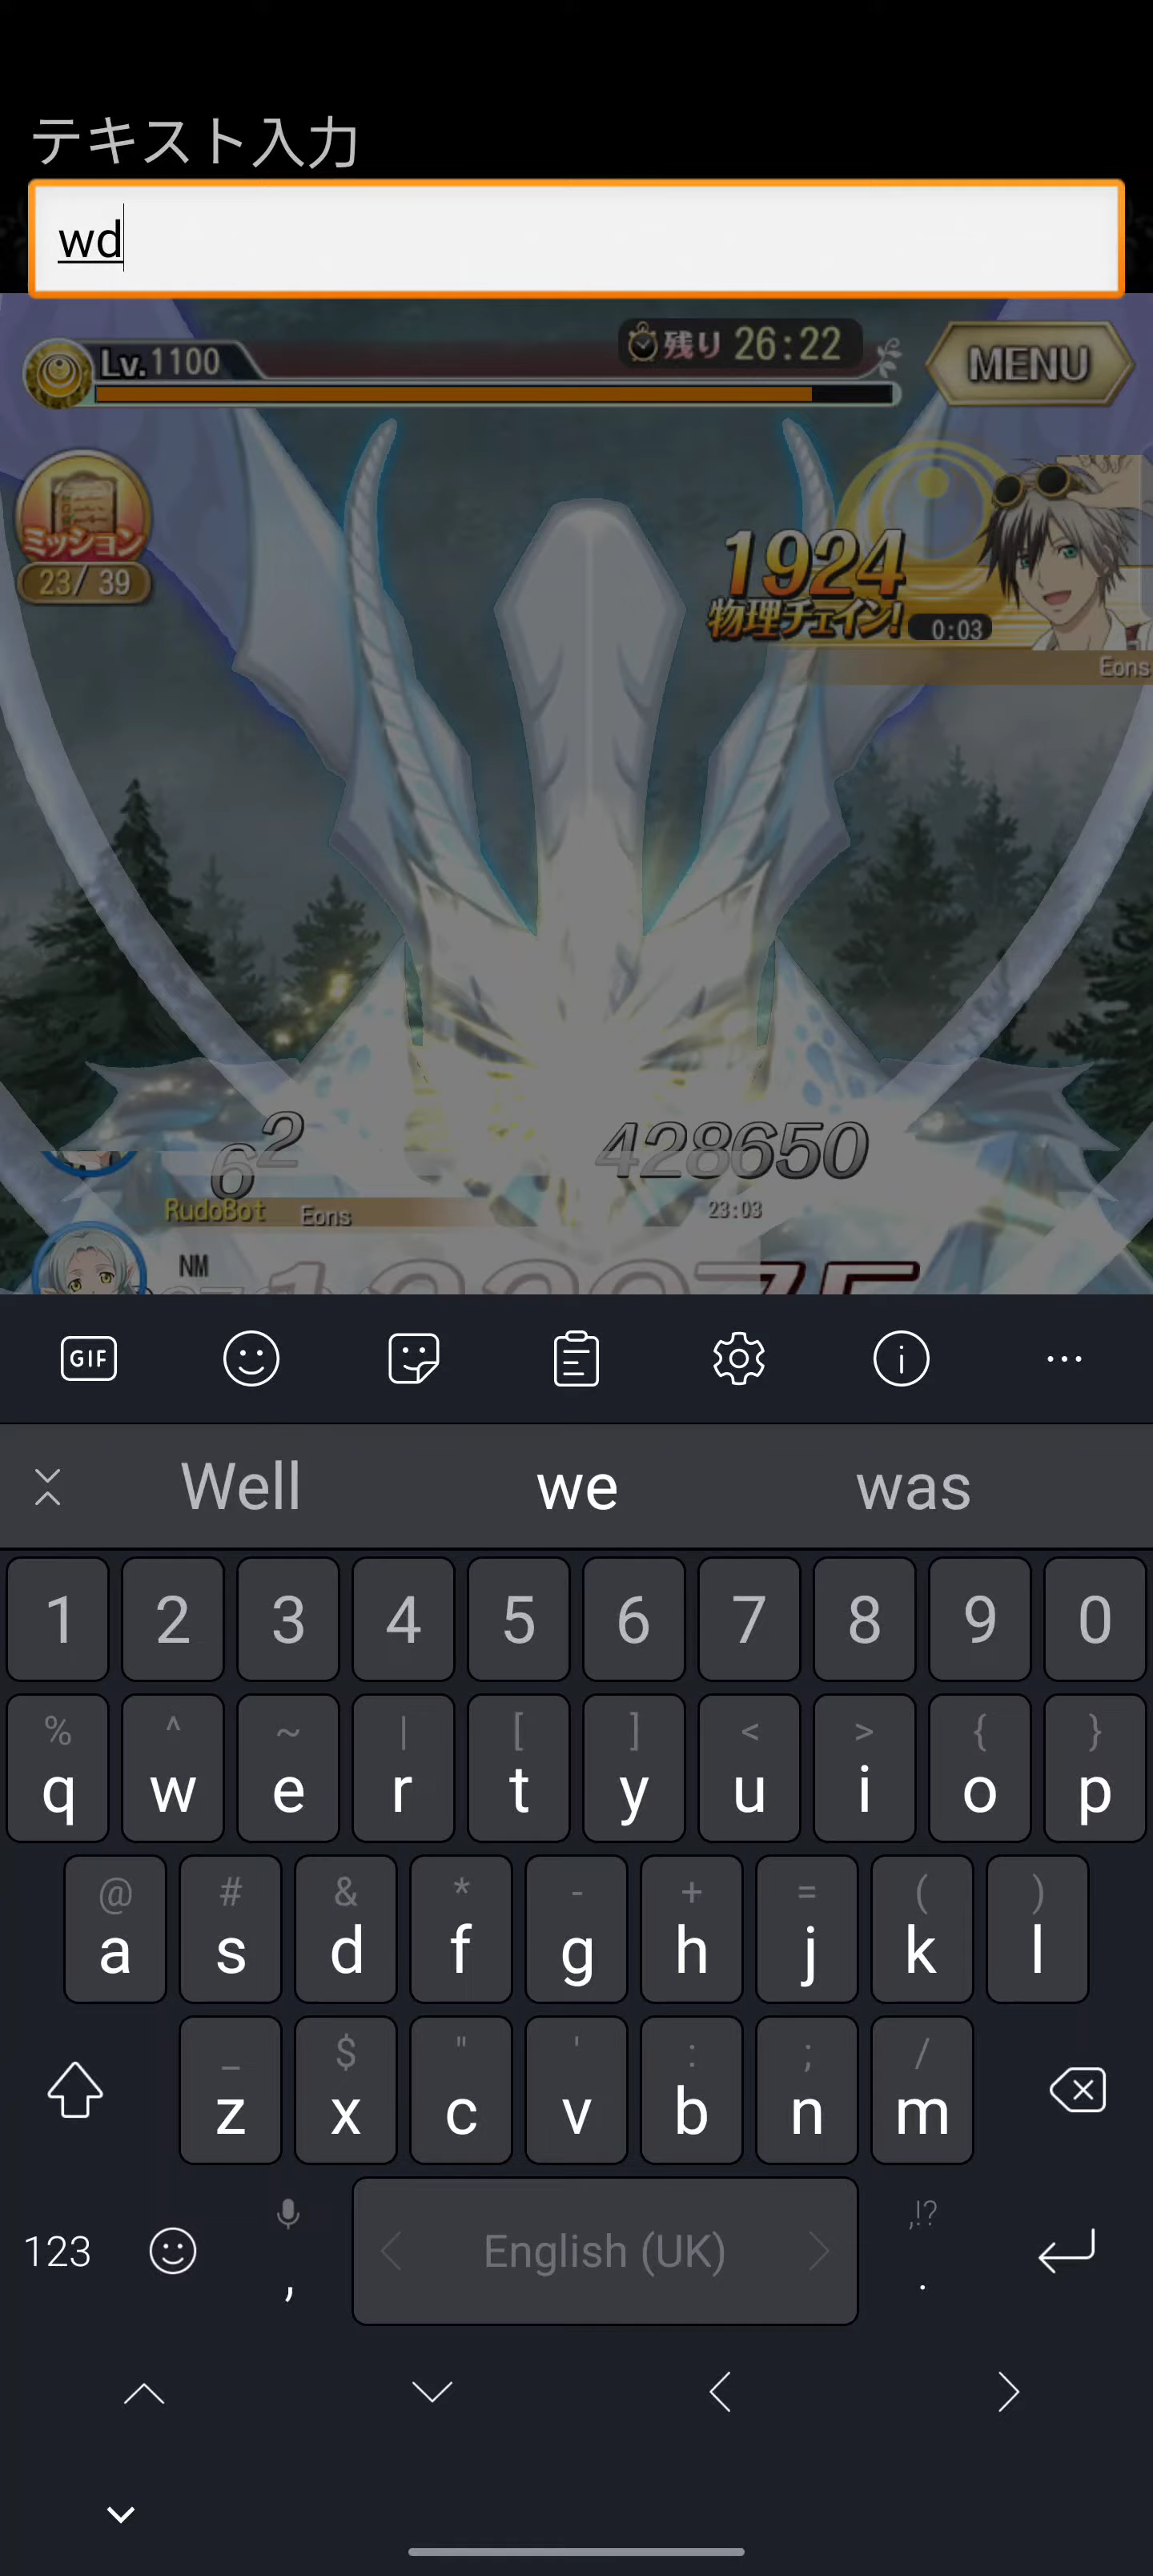 テキスト入力
wd
Lv.1100
残り 26:22
MENU
ミッション
23/ 39
1924
物理チェイン!
0:03
Eons
62
428650
RudoBot Eons
23:03
NM
GIF
Well we was
1 2 3 4 5 6 7 8 9 0
% ^ ~ | [ ] < > { }
q w e r t y u i o p
@ # & * - + = ( )
a s d f g h j k l
_ $ " ' : ; /
z x c v b n m
,!?
123 , English (UK) .